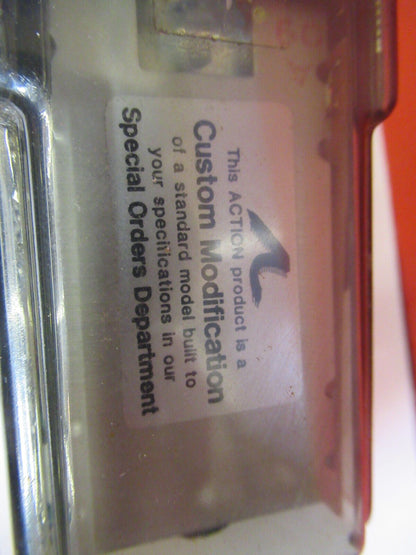 This ACTION product is a
Custom Modification
of a standard model built to
your specifications in our
Special Orders Department